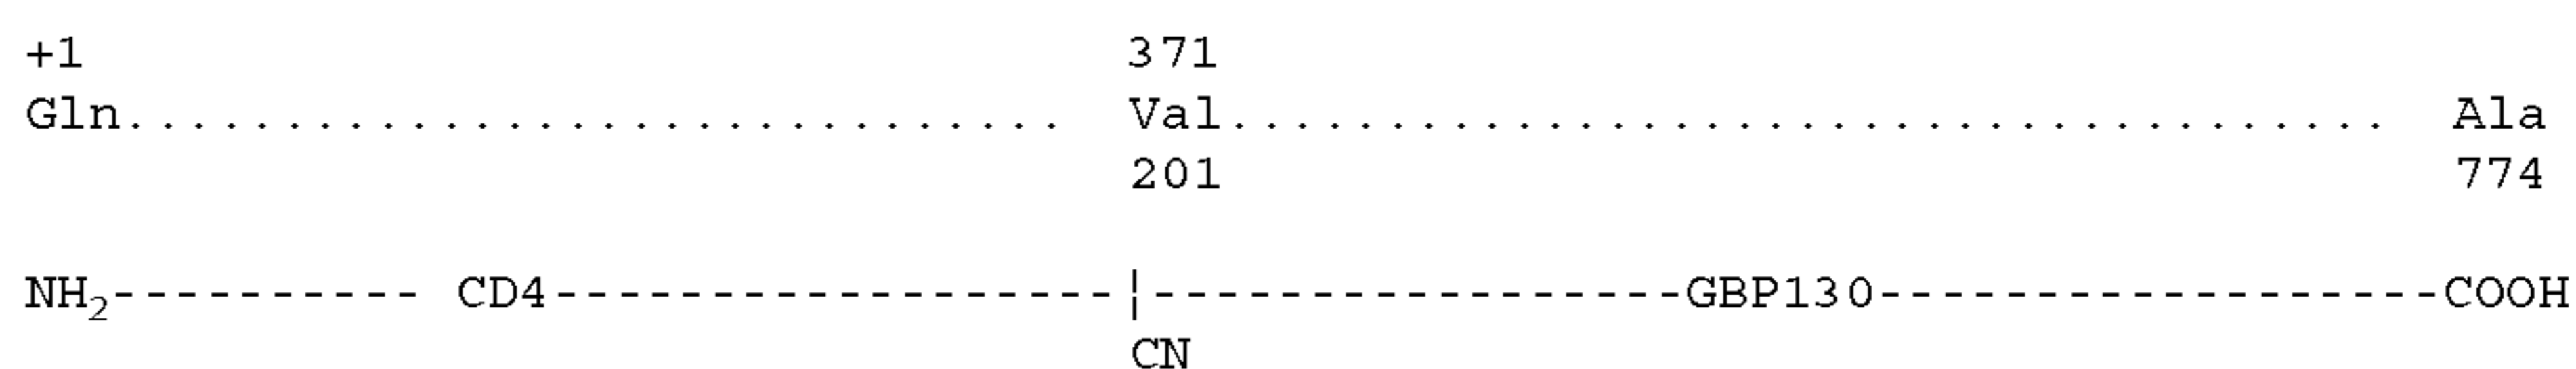 +1 371
Gln.............................. Val..................................... Ala
201 774
NH₂---------- CD4------------------¦-----------------GBP130------------------COOH
CN